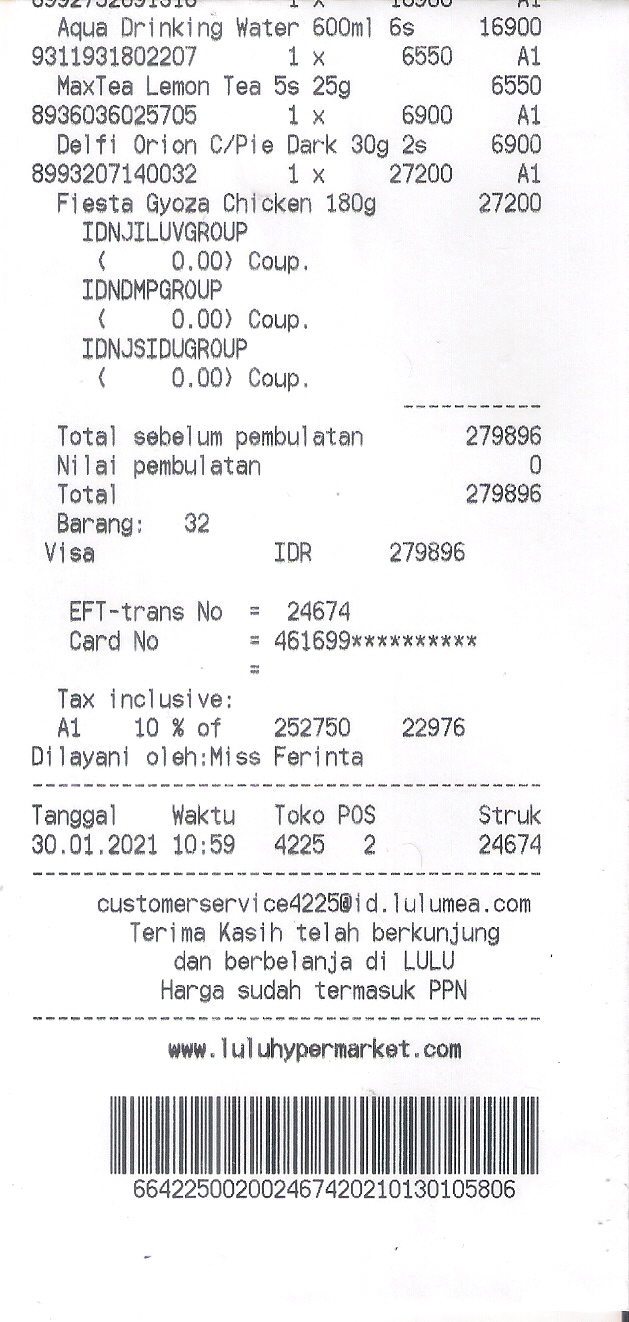 1 x 16900 A1
Aqua Drinking Water 600ml 6s 16900
9311931802207 1 x 6550 A1
MaxTea Lemon Tea 5s 25g 6550
8936036025705 1 x 6900 A1
Delfi Orion C/Pie Dark 30g 2s 6900
8993207140032 1 x 27200 A1
Fiesta Gyoza Chicken 180g 27200
IDNJILUVGROUP
( 0.00) Coup.
IDNDMPGROUP
( 0.00) Coup.
IDNJSIDUGROUP
( 0.00) Coup.
-----------
Total sebelum pembulatan 279896
Nilai pembulatan 0
Total 279896
Barang: 32
Visa IDR 279896
EFT-trans No = 24674
Card No = 461699**********
=
Tax inclusive:
A1 10 % of 252750 22976
Dilayani oleh:Miss Ferinta
----------------------------------------
Tanggal Waktu Toko POS Struk
30.01.2021 10:59 4225 2 24674
----------------------------------------
customerservice4225@id.lulumea.com
Terima Kasih telah berkunjung
dan berbelanja di LULU
Harga sudah termasuk PPN
----------------------------------------
www.luluhypermarket.com
664225002002467420210130105806